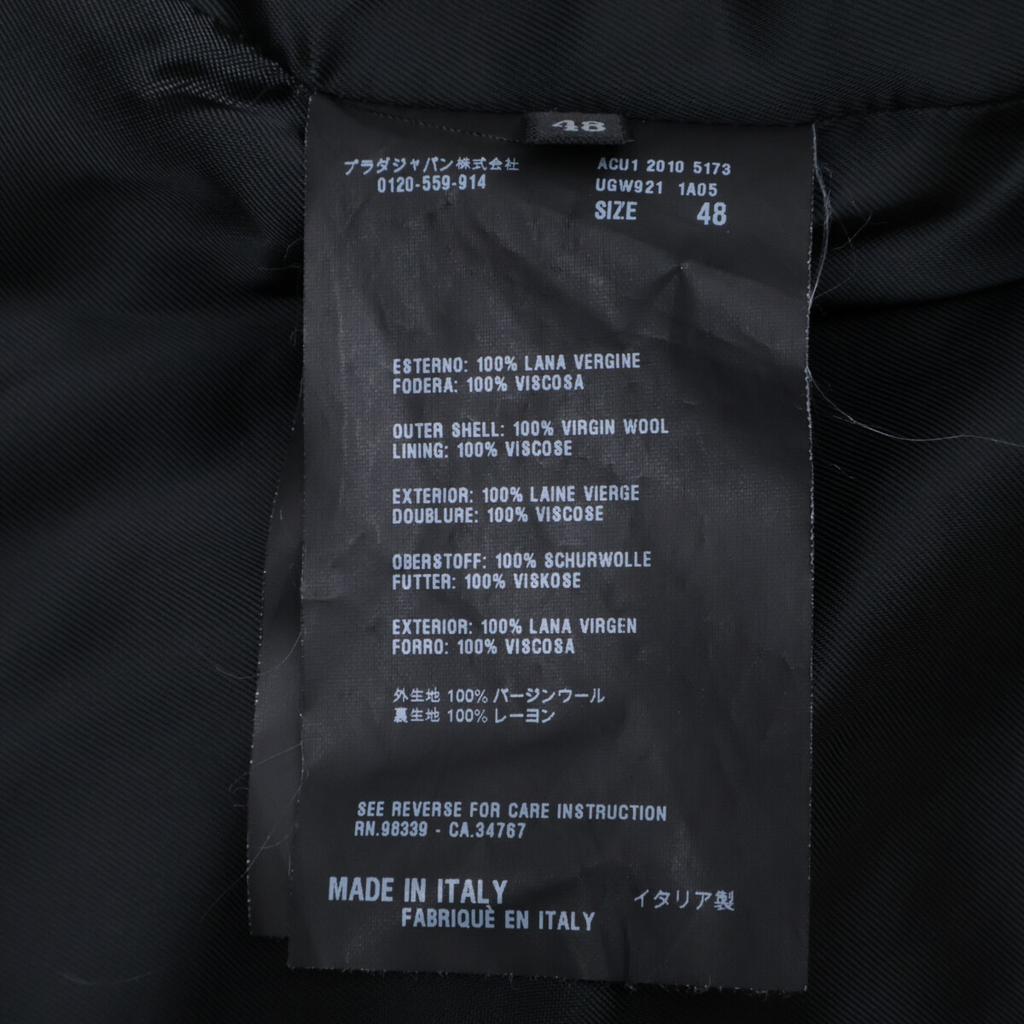 48
プラダジャパン株式会社
0120-559-914
ACU1 2010 5173
UGW921 1A05
SIZE 48
ESTERNO: 100% LANA VERGINE
FODERA: 100% VISCOSA
OUTER SHELL: 100% VIRGIN WOOL
LINING: 100% VISCOSE
EXTERIOR: 100% LAINE VIERGE
DOUBLURE: 100% VISCOSE
OBERSTOFF: 100% SCHURWOLLE
FUTTER: 100% VISKOSE
EXTERIOR: 100% LANA VIRGEN
FORRO: 100% VISCOSA
外生地 100% バージンウール
裏生地 100% レーヨン
SEE REVERSE FOR CARE INSTRUCTION
RN.98339 - CA.34767
MADE IN ITALY
FABRIQUÈ EN ITALY
イタリア製